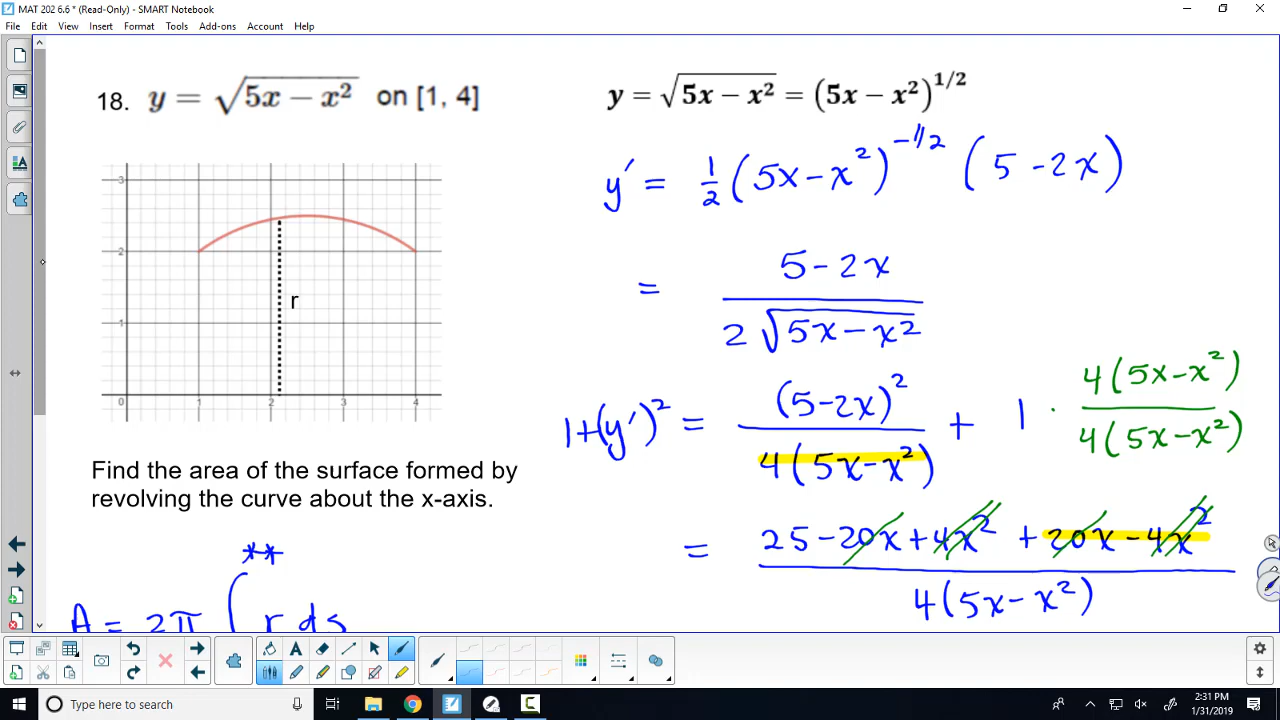 MAT 202 6.6 * (Read-Only) - SMART Notebook
File Edit View Insert Format Tools Add-ons Account Help
18. y = √(5x − x²) on [1, 4]
y = √(5x − x²) = (5x − x²)^1/2
y′ = 1/2 (5x − x²)^−1/2 (5 − 2x)
= (5 − 2x) / (2√(5x − x²))
3
2
1
r
0 1 2 3 4
1+(y′)² = (5−2x)² / 4(5x−x²) + 1 · 4(5x−x²) / 4(5x−x²)
Find the area of the surface formed by
revolving the curve about the x-axis.
= (25 − 20x + 4x² + 20x − 4x²) / 4(5x − x²)
**
A = 2π ∫ r ds
Type here to search
2:31 PM
1/31/2019